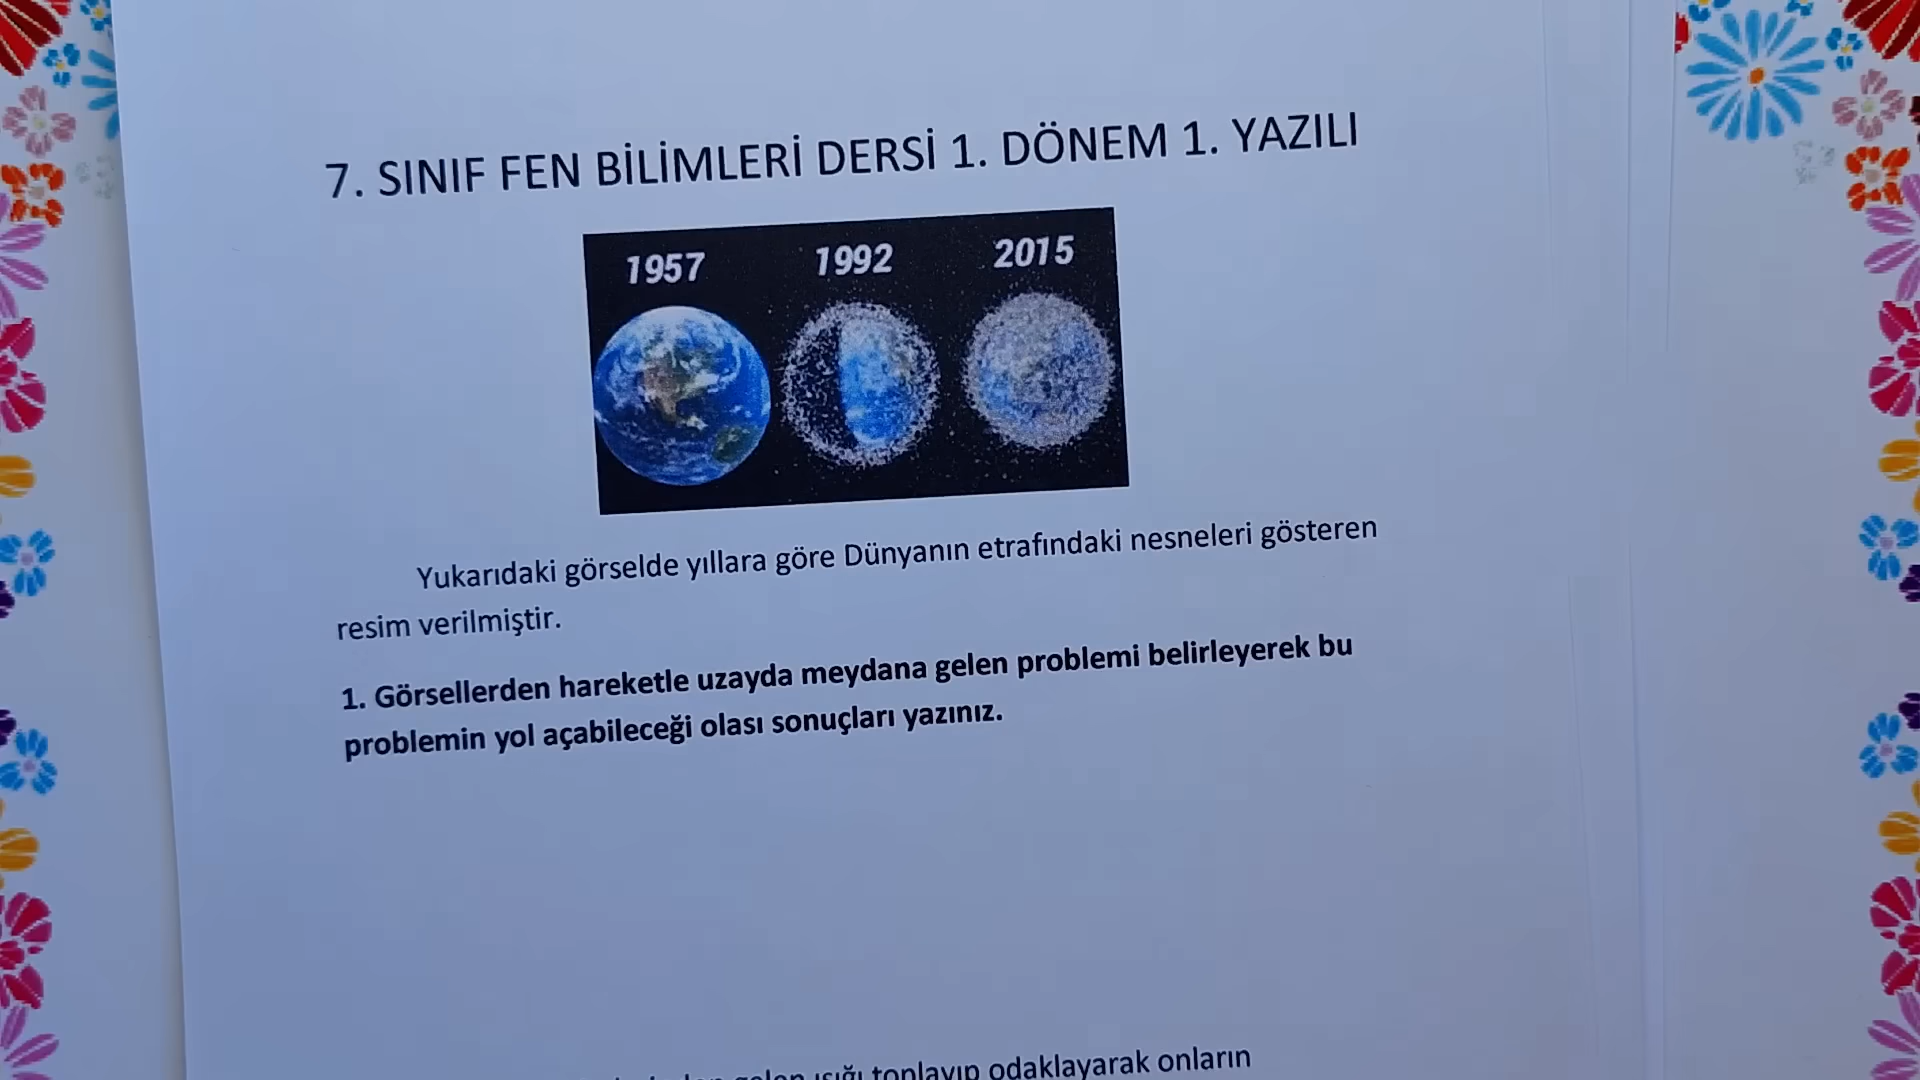 7. SINIF FEN BİLİMLERİ DERSİ 1. DÖNEM 1. YAZILI
1957 1992 2015
Yukarıdaki görselde yıllara göre Dünyanın etrafındaki nesneleri gösteren
resim verilmiştir.
1. Görsellerden hareketle uzayda meydana gelen problemi belirleyerek bu
problemin yol açabileceği olası sonuçları yazınız.
gelen ışığı toplayıp odaklayarak onların